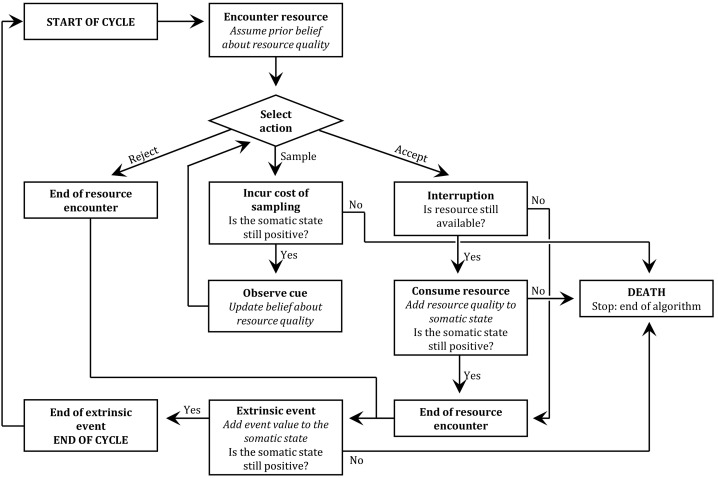 START OF CYCLE
Encounter resource
Assume prior belief
about resource quality
Select
action
Reject
Sample
Accept
End of resource
encounter
Incur cost of
sampling
Is the somatic state
still positive?
No
Interruption
Is resource still
available?
No
Yes
Yes
Observe cue
Update belief about
resource quality
Consume resource
Add resource quality to
somatic state
Is the somatic state
still positive?
No
DEATH
Stop: end of algorithm
Yes
End of extrinsic
event
END OF CYCLE
Yes
Extrinsic event
Add event value to the
somatic state
Is the somatic state
still positive?
No
End of resource
encounter